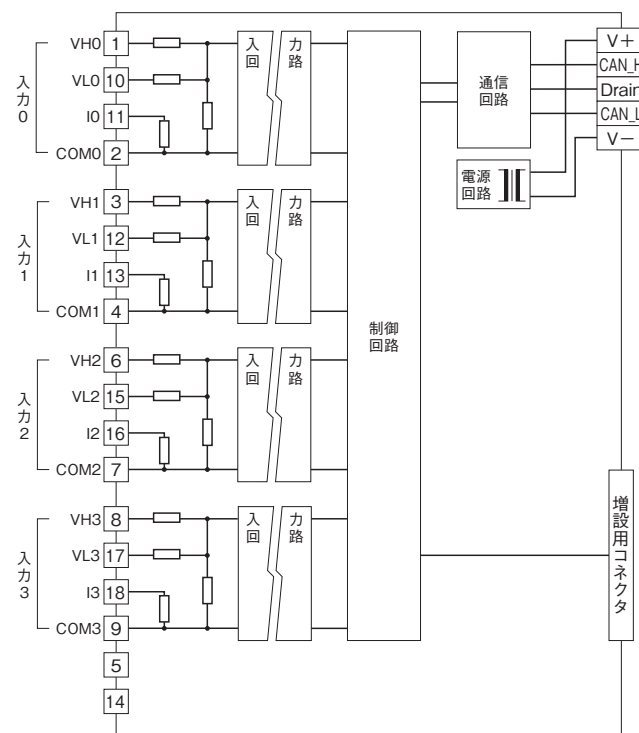 入力0
VH0 1
VL0 10
I0 11
COM0 2
入 力
回 路
入力1
VH1 3
VL1 12
I1 13
COM1 4
入 力
回 路
入力2
VH2 6
VL2 15
I2 16
COM2 7
入 力
回 路
入力3
VH3 8
VL3 17
I3 18
COM3 9
入 力
回 路
5
14
制御
回路
通信
回路
電源
回路
V+
CAN_H
Drain
CAN_L
V−
増設用コネクタ